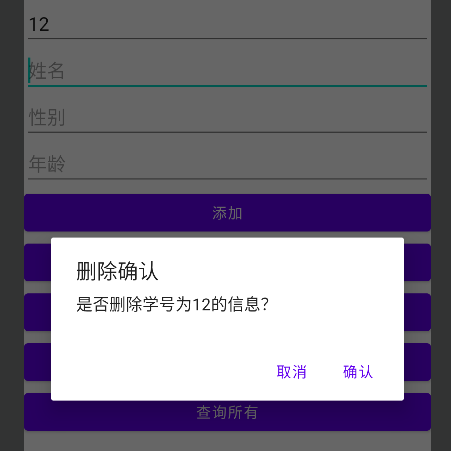 12
姓名
性别
年龄
添加
删除确认
是否删除学号为12的信息?
取消
确认
查询所有